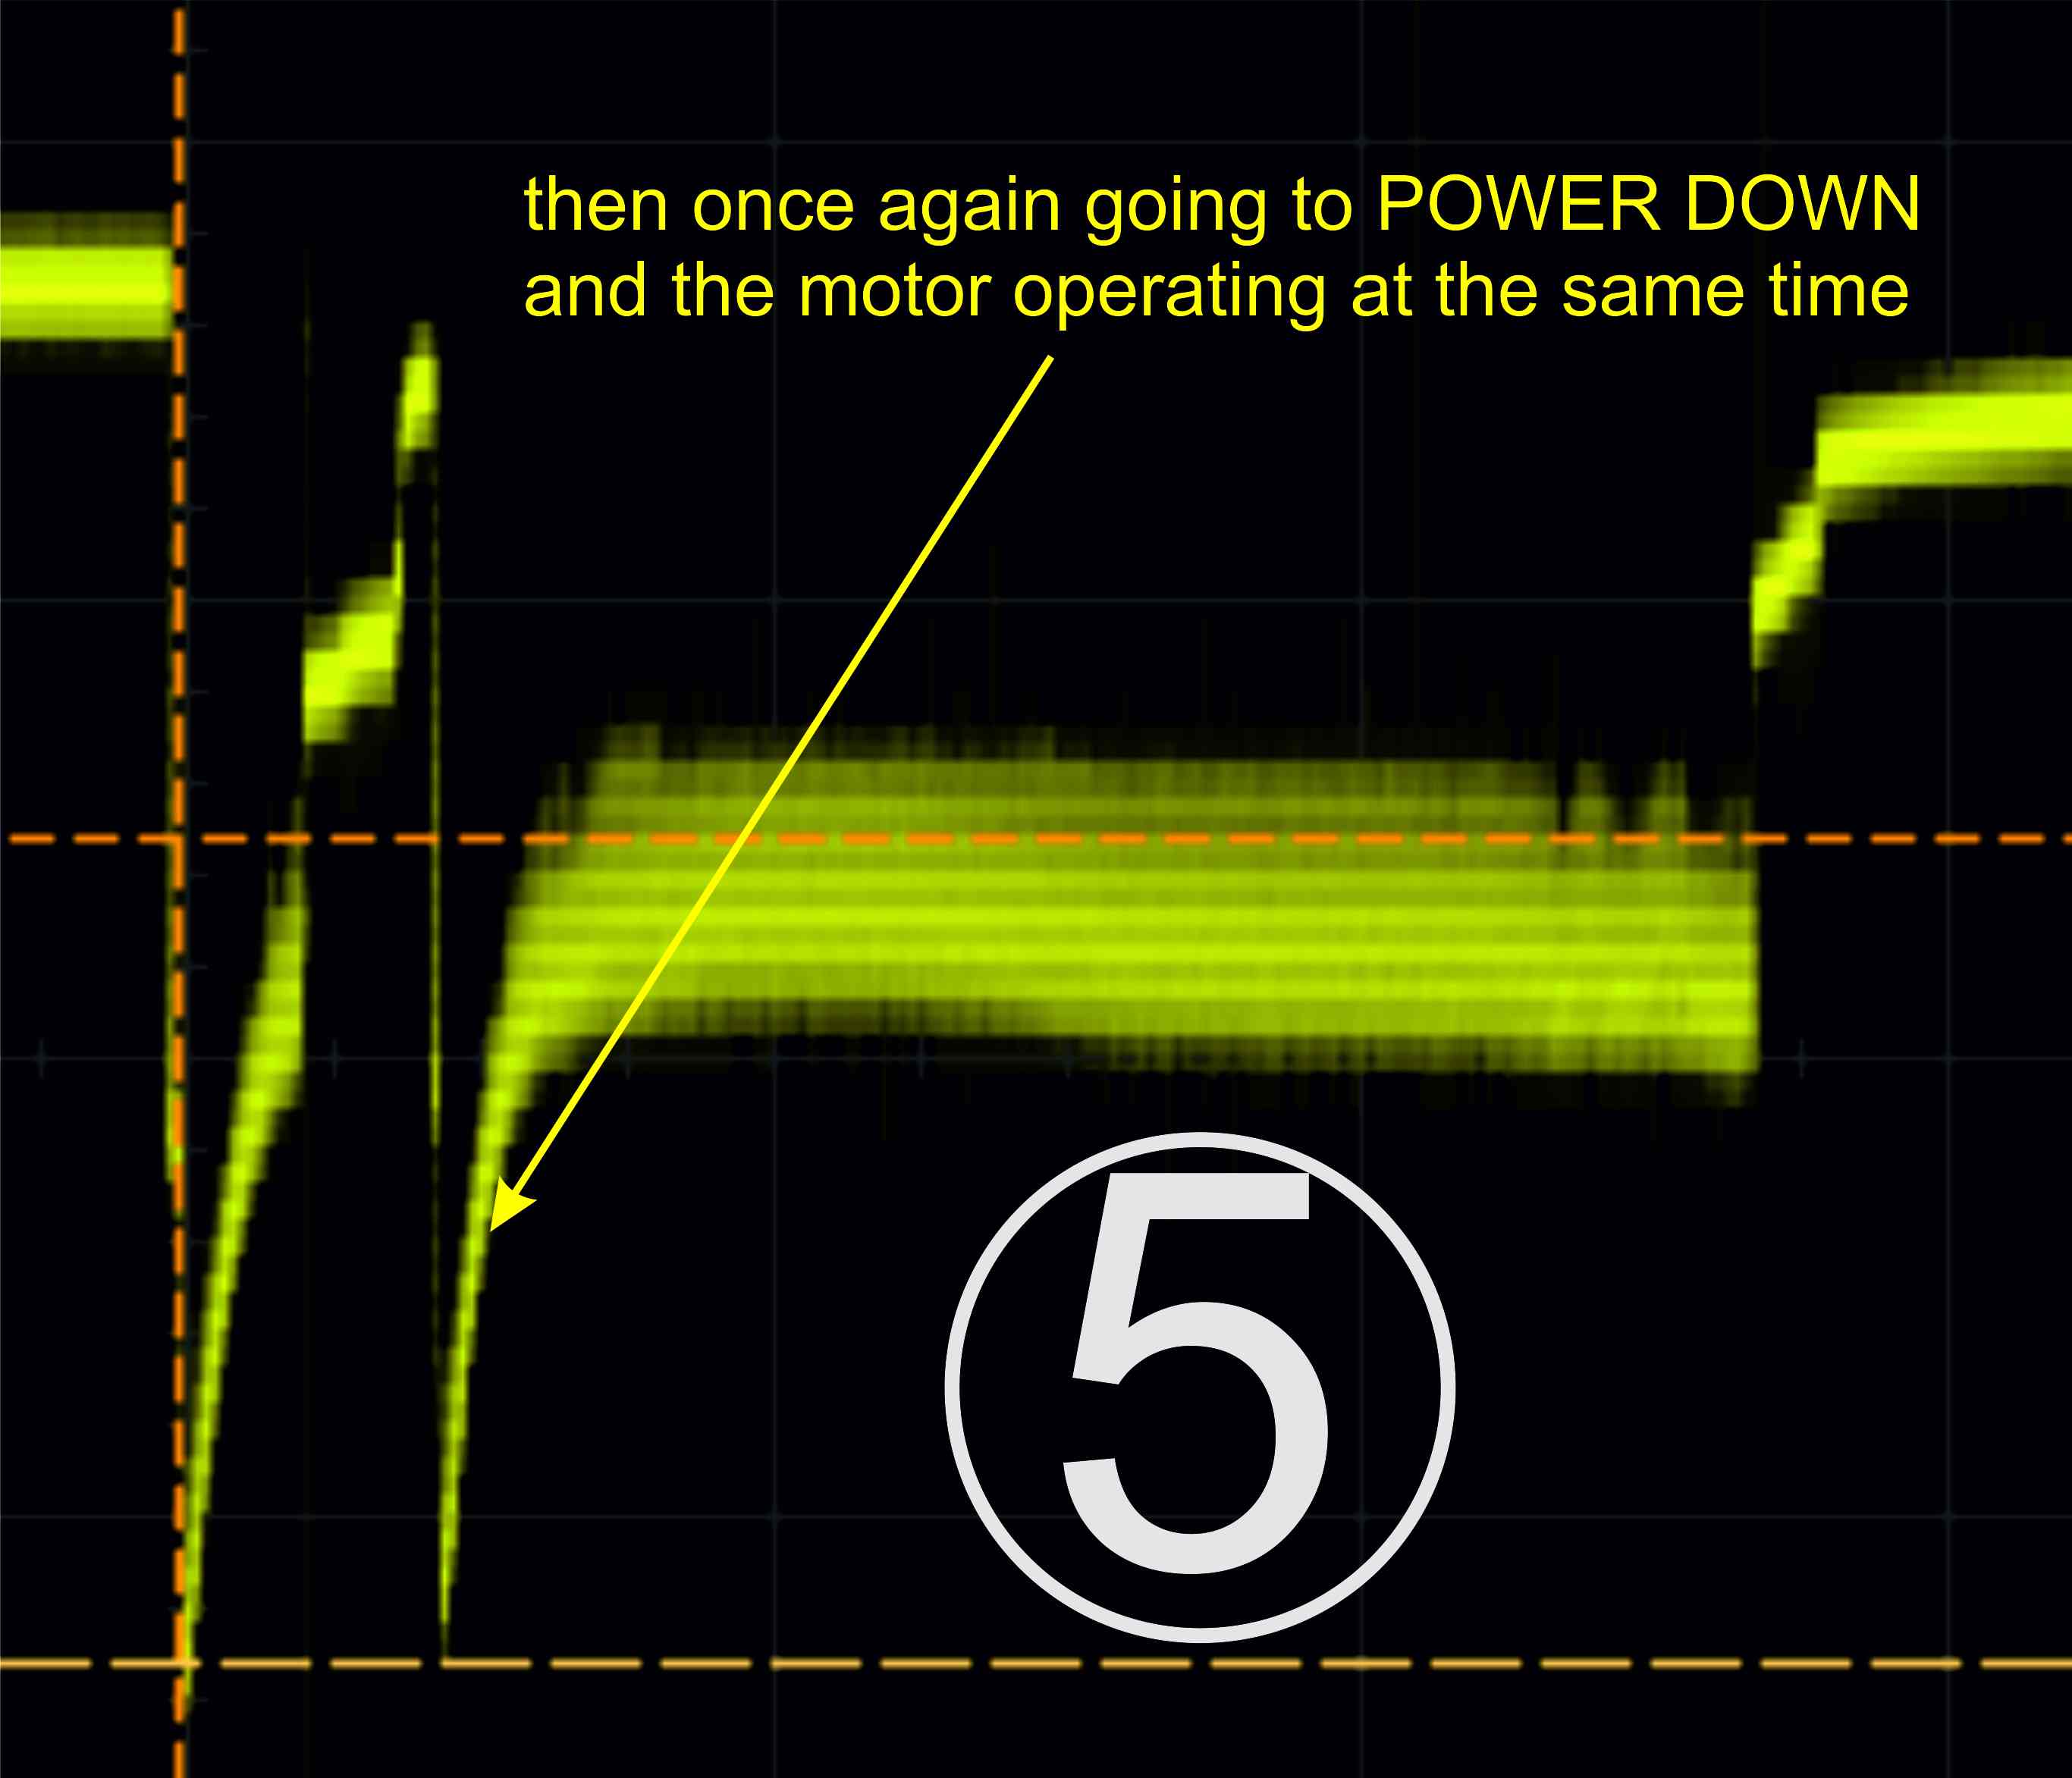 then once again going to POWER DOWN
and the motor operating at the same time
5